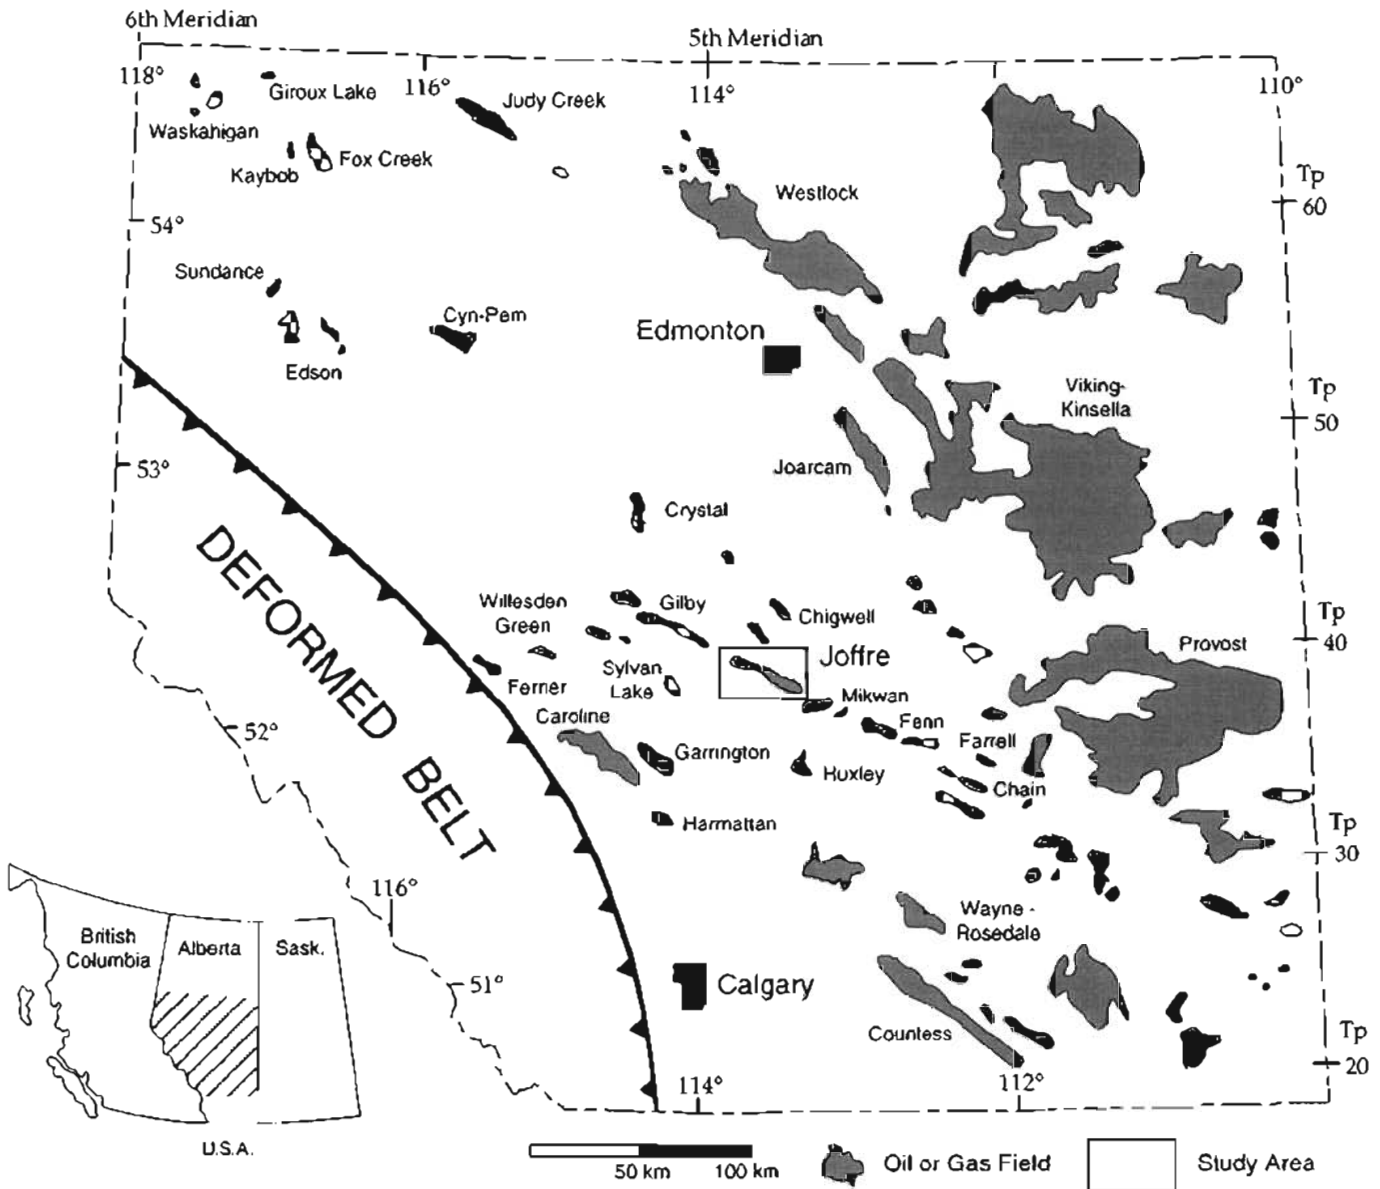 6th Meridian
5th Meridian
118°
116°
114°
110°
Giroux Lake
Judy Creek
Waskahigan
Kaybob
Fox Creek
Westlock
Tp
60
54°
Sundance
Cyn-Pem
Edmonton
Edson
Viking-
Kinsella
Tp
50
53°
Joarcam
Crystal
DEFORMED BELT
Willesden
Green
Gilby
Chigwell
Tp
40
Provost
Joffre
Sylvan
Lake
Ferrier
Mikwan
Caroline
Fenn
52°
Garrington
Farrell
Huxley
Chain
Harmattan
Tp
30
116°
Wayne -
Rosedale
British
Columbia
Alberta
Sask.
51°
Calgary
Countess
Tp
20
114°
112°
U.S.A.
50 km
100 km
Oil or Gas Field
Study Area